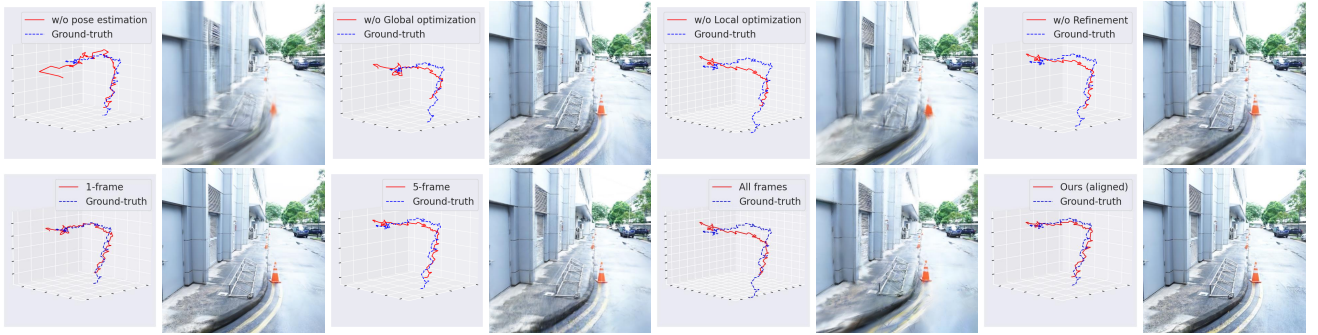 w/o pose estimation
Ground-truth
w/o Global optimization
Ground-truth
w/o Local optimization
Ground-truth
w/o Refinement
Ground-truth
1-frame
Ground-truth
5-frame
Ground-truth
All frames
Ground-truth
Ours (aligned)
Ground-truth